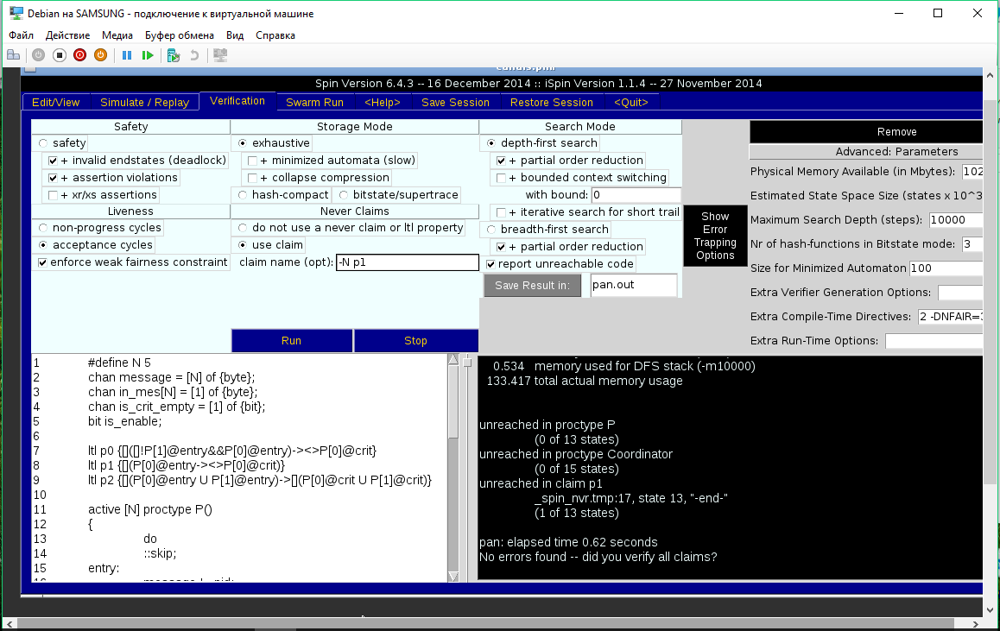 Debian на SAMSUNG - подключение к виртуальной машине
Файл Действие Медиа Буфер обмена Вид Справка
Spin Version 6.4.3 -- 16 December 2014 :: iSpin Version 1.1.4 -- 27 November 2014
Edit/View Simulate / Replay Verification Swarm Run <Help> Save Session Restore Session <Quit>
Safety
safety
+ invalid endstates (deadlock)
+ assertion violations
+ xr/xs assertions
Liveness
non-progress cycles
acceptance cycles
enforce weak fairness constraint
Storage Mode
exhaustive
+ minimized automata (slow)
+ collapse compression
hash-compact bitstate/supertrace
Never Claims
do not use a never claim or ltl property
use claim
claim name (opt): -N p1
Search Mode
depth-first search
+ partial order reduction
+ bounded context switching
with bound: 0
+ iterative search for short trail
breadth-first search
+ partial order reduction
report unreachable code
Save Result in: pan.out
Show
Error
Trapping
Options
Remove
Advanced: Parameters
Physical Memory Available (in Mbytes): 102
Estimated State Space Size (states x 10^3
Maximum Search Depth (steps): 10000
Nr of hash-functions in Bitstate mode: 3
Size for Minimized Automaton 100
Extra Verifier Generation Options:
Extra Compile-Time Directives: 2 -DNFAIR=
Extra Run-Time Options:
Run Stop
1 #define N 5
2 chan message = [N] of {byte};
3 chan in_mes[N] = [1] of {byte};
4 chan is_crit_empty = [1] of {bit};
5 bit is_enable;
6
7 ltl p0 {[]([]!P[1]@entry&&P[0]@entry)-><>P[0]@crit}
8 ltl p1 {[](P[0]@entry-><>P[0]@crit)}
9 ltl p2 {[](P[0]@entry U P[1]@entry)->[](P[0]@crit U P[1]@crit)}
10
11 active [N] proctype P()
12 {
13 do
14 ::skip;
15 entry:
0.534 memory used for DFS stack (-m10000)
133.417 total actual memory usage
unreached in proctype P
(0 of 13 states)
unreached in proctype Coordinator
(0 of 15 states)
unreached in claim p1
_spin_nvr.tmp:17, state 13, "-end-"
(1 of 13 states)
pan: elapsed time 0.62 seconds
No errors found -- did you verify all claims?